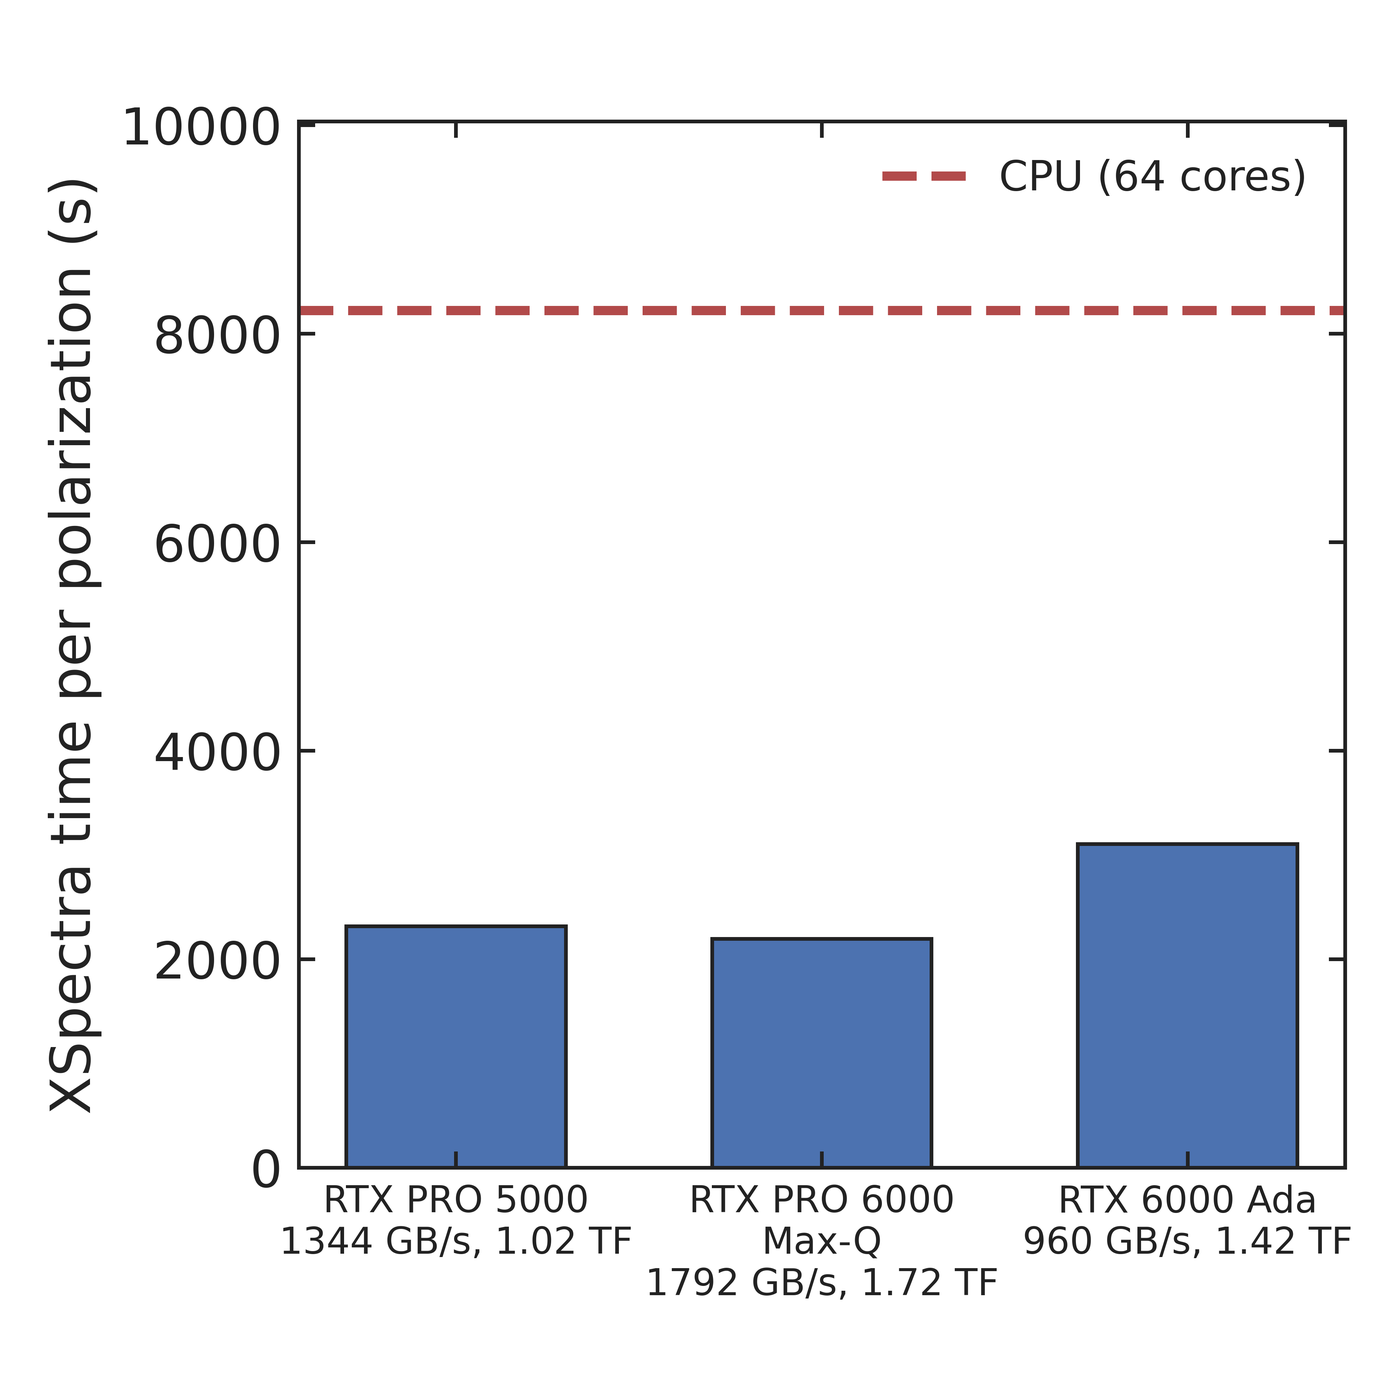 10000
8000
6000
4000
2000
0
XSpectra time per polarization (s)
CPU (64 cores)
RTX PRO 5000
1344 GB/s, 1.02 TF
RTX PRO 6000
Max-Q
1792 GB/s, 1.72 TF
RTX 6000 Ada
960 GB/s, 1.42 TF